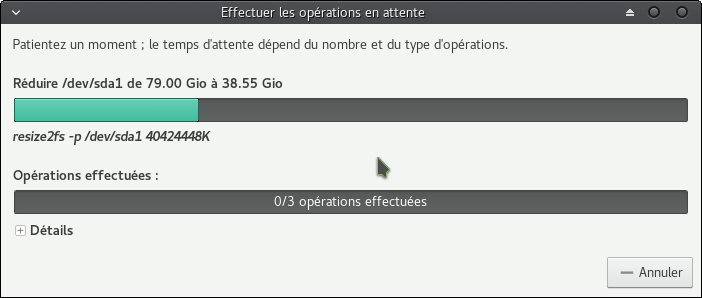 Effectuer les opérations en attente
Patientez un moment ; le temps d'attente dépend du nombre et du type d'opérations.
Réduire /dev/sda1 de 79.00 Gio à 38.55 Gio
resize2fs -p /dev/sda1 40424448K
Opérations effectuées :
0/3 opérations effectuées
Détails
Annuler